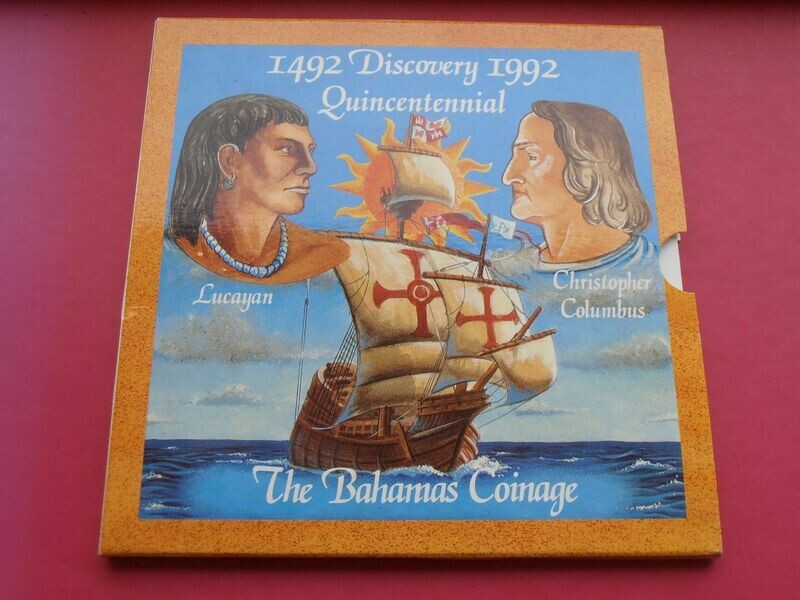 1492 Discovery 1992
Quincentennial
Lucayan
Christopher
Columbus
The Bahamas Coinage